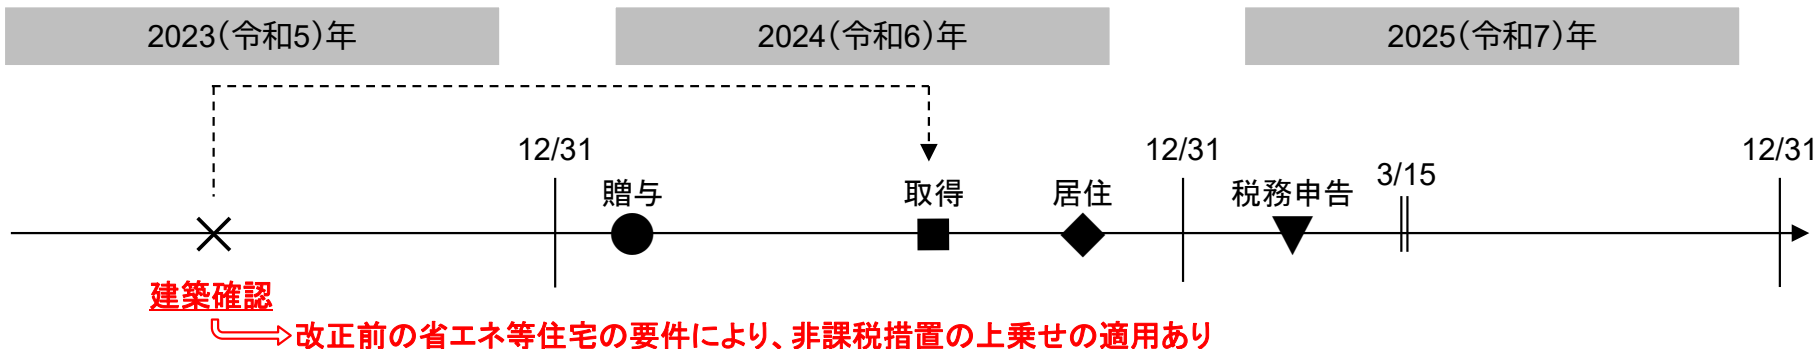 2023(令和5)年
2024(令和6)年
2025(令和7)年
12/31
12/31
3/15
12/31
贈与
取得
居住
税務申告
建築確認
改正前の省エネ等住宅の要件により、非課税措置の上乗せの適用あり